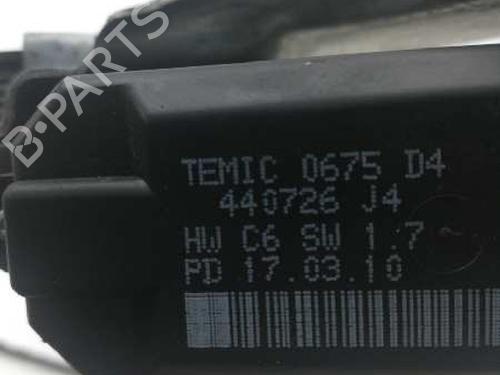 B-PARTS
TEMIC 0675 D4
440726 J4
HW C6 SW 1.7
PD 17.03.10